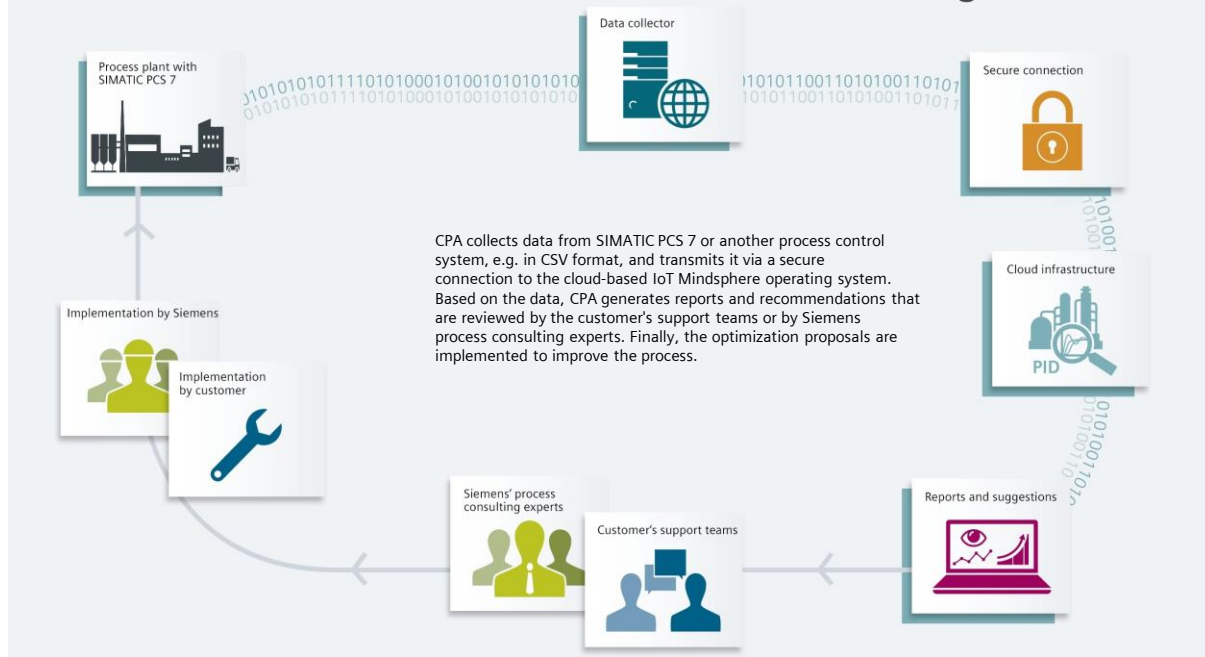 Data collector
Process plant with
SIMATIC PCS 7
Secure connection
CPA collects data from SIMATIC PCS 7 or another process control
system, e.g. in CSV format, and transmits it via a secure
connection to the cloud-based IoT Mindsphere operating system.
Based on the data, CPA generates reports and recommendations that
are reviewed by the customer's support teams or by Siemens
process consulting experts. Finally, the optimization proposals are
implemented to improve the process.
Cloud infrastructure
PID
Implementation by Siemens
Implementation
by customer
Siemens' process
consulting experts
Customer's support teams
Reports and suggestions